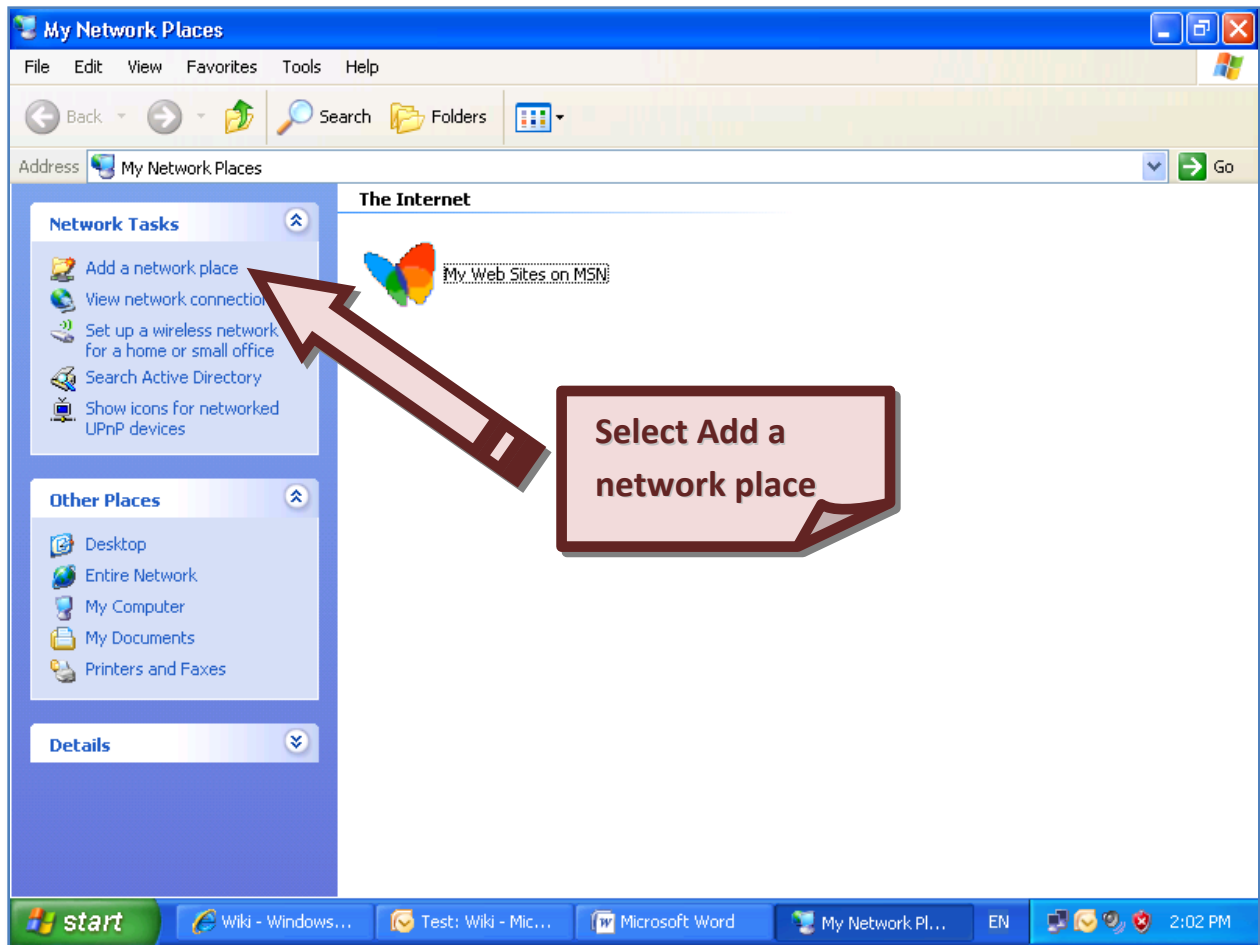 My Network Places
File Edit View Favorites Tools Help
Back Search Folders
Address My Network Places Go
Network Tasks
Add a network place
View network connection
Set up a wireless network
for a home or small office
Search Active Directory
Show icons for networked
UPnP devices
Other Places
Desktop
Entire Network
My Computer
My Documents
Printers and Faxes
Details
The Internet
My Web Sites on MSN
Select Add a
network place
start Wiki - Windows... Test: Wiki - Mic... Microsoft Word My Network Pl... EN 2:02 PM